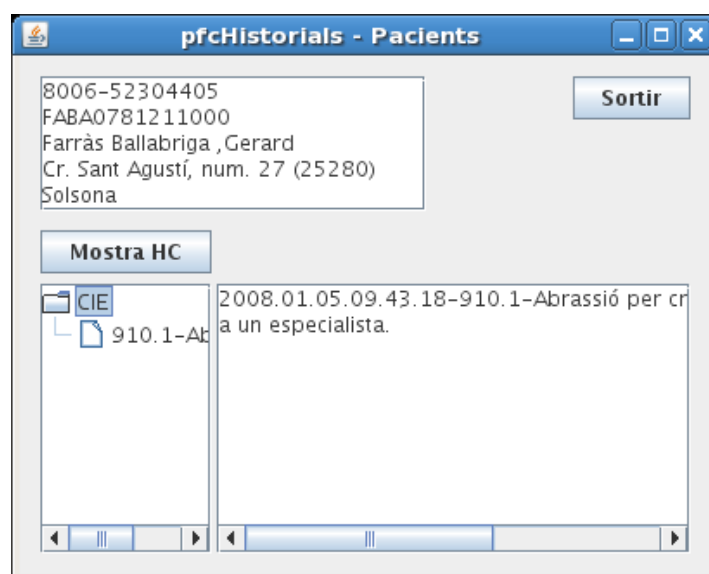 pfcHistorials - Pacients
8006-52304405
FABA0781211000
Farràs Ballabriga ,Gerard
Cr. Sant Agustí, num. 27 (25280)
Solsona
Sortir
Mostra HC
CIE
910.1-Ab
2008.01.05.09.43.18-910.1-Abrassió per cr
a un especialista.